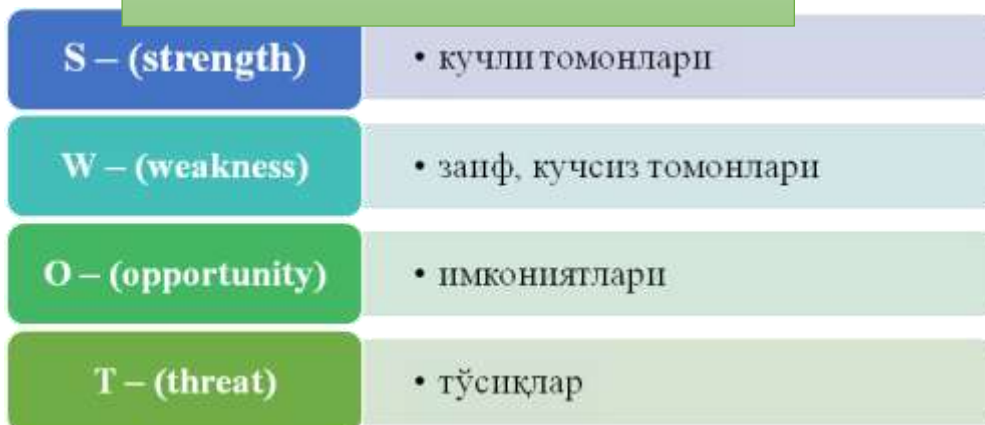 S – (strength)
• кучли томонлари
W – (weakness)
• заиф, кучсиз томонлари
O – (opportunity)
• имкониятлари
T – (threat)
• тўсиқлар